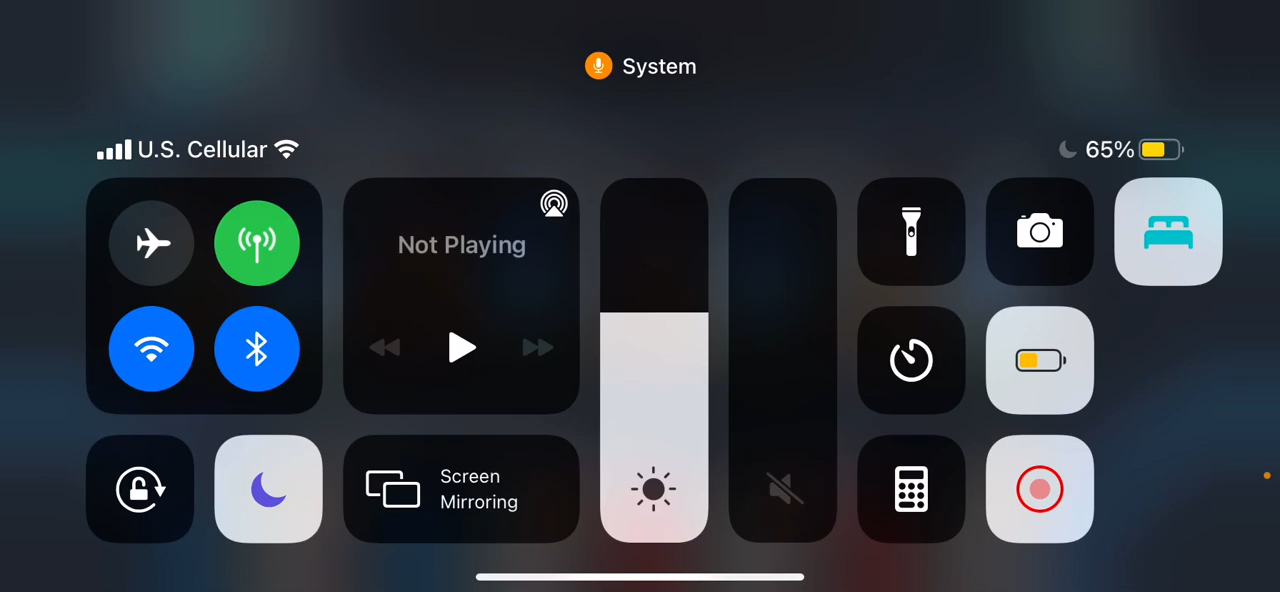 System
U.S. Cellular
65%
Not Playing
Screen
Mirroring